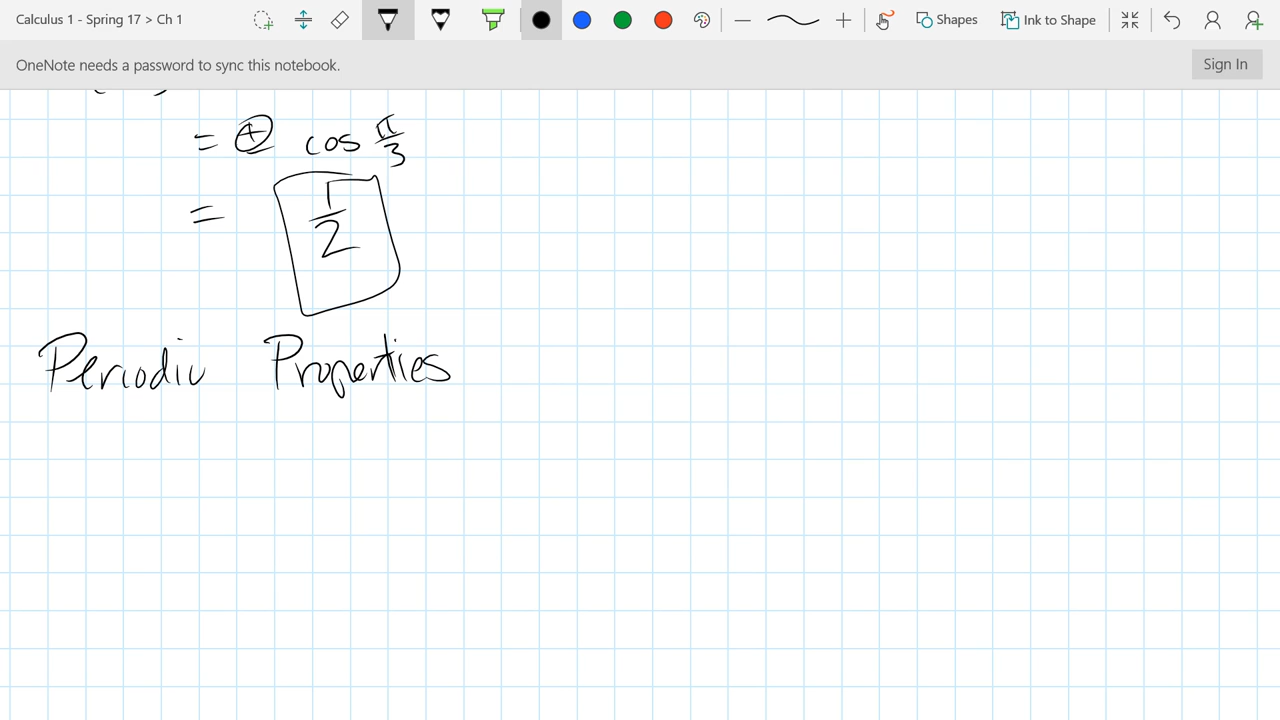 Calculus 1 - Spring 17 > Ch 1 Shapes Ink to Shape
OneNote needs a password to sync this notebook. Sign In
= ⊕ cos π/3
= 1/2
Periodic Properties